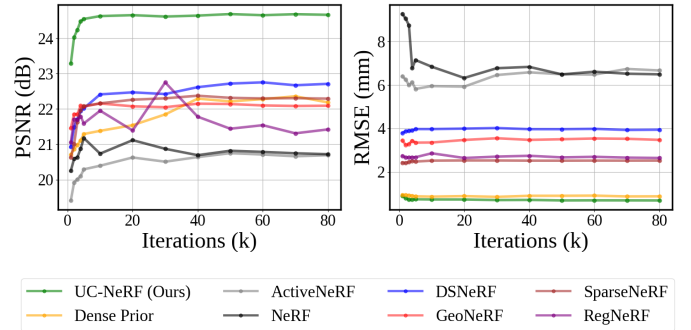 PSNR (dB)
24
23
22
21
20
0 20 40 60 80
Iterations (k)
RMSE (mm)
8
6
4
2
0 20 40 60 80
Iterations (k)
UC-NeRF (Ours) ActiveNeRF DSNeRF SparseNeRF
Dense Prior NeRF GeoNeRF RegNeRF